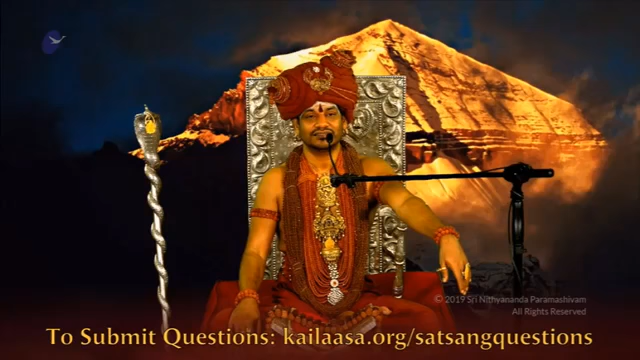 © 2019 Sri Nithyananda Paramashivam
All Rights Reserved
To Submit Questions: kailaasa.org/satsangquestions